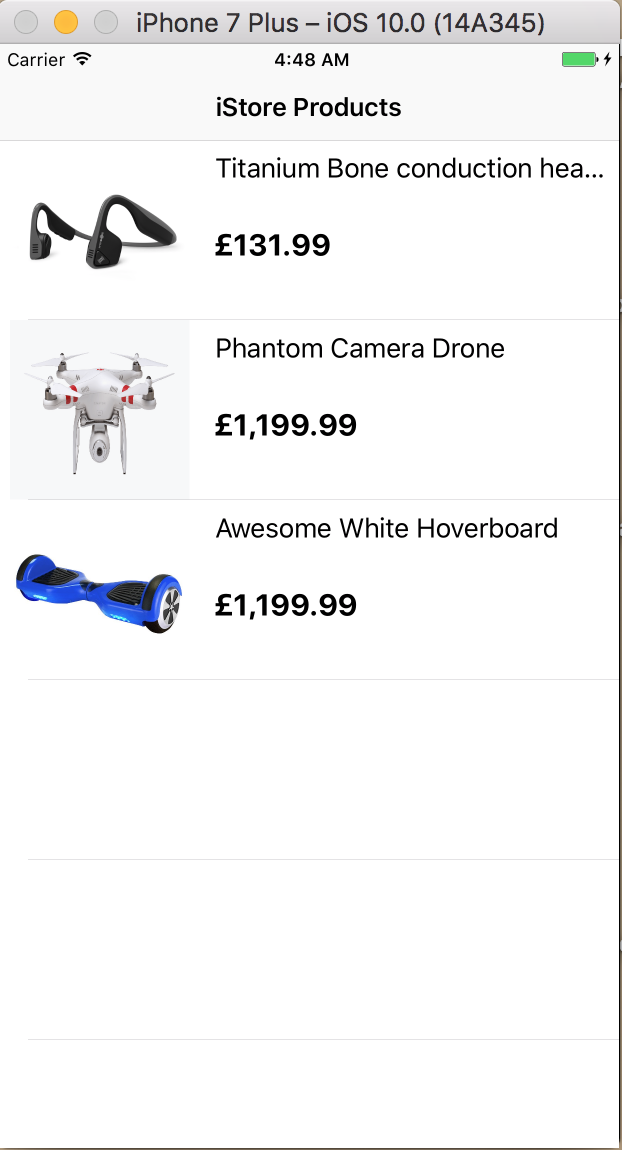 iPhone 7 Plus – iOS 10.0 (14A345)
Carrier 4:48 AM
iStore Products
Titanium Bone conduction hea...
£131.99
Phantom Camera Drone
£1,199.99
Awesome White Hoverboard
£1,199.99